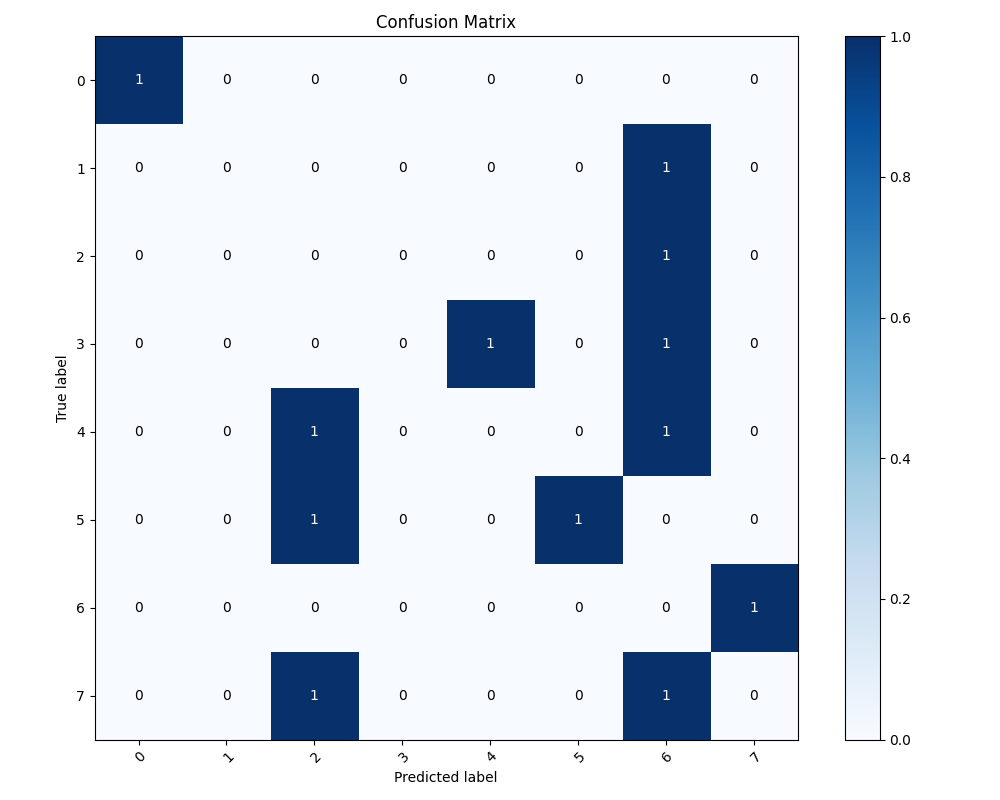 Confusion Matrix
1.0
0 1 0 0 0 0 0 0 0
1 0 0 0 0 0 0 1 0
0.8
2 0 0 0 0 0 0 1 0
3 0 0 0 0 1 0 1 0
0.6
True label
4 0 0 1 0 0 0 1 0
0.4
5 0 0 1 0 0 1 0 0
0.2
6 0 0 0 0 0 0 0 1
7 0 0 1 0 0 0 1 0
0.0
0 1 2 3 4 5 6 7
Predicted label